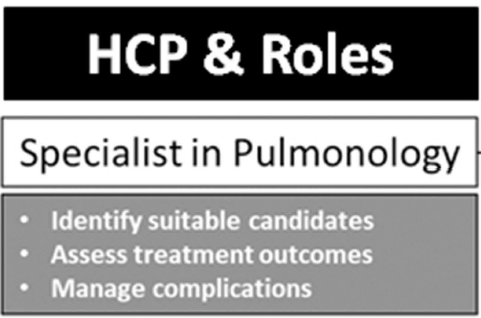 HCP & Roles
Specialist in Pulmonology
• Identify suitable candidates
• Assess treatment outcomes
• Manage complications